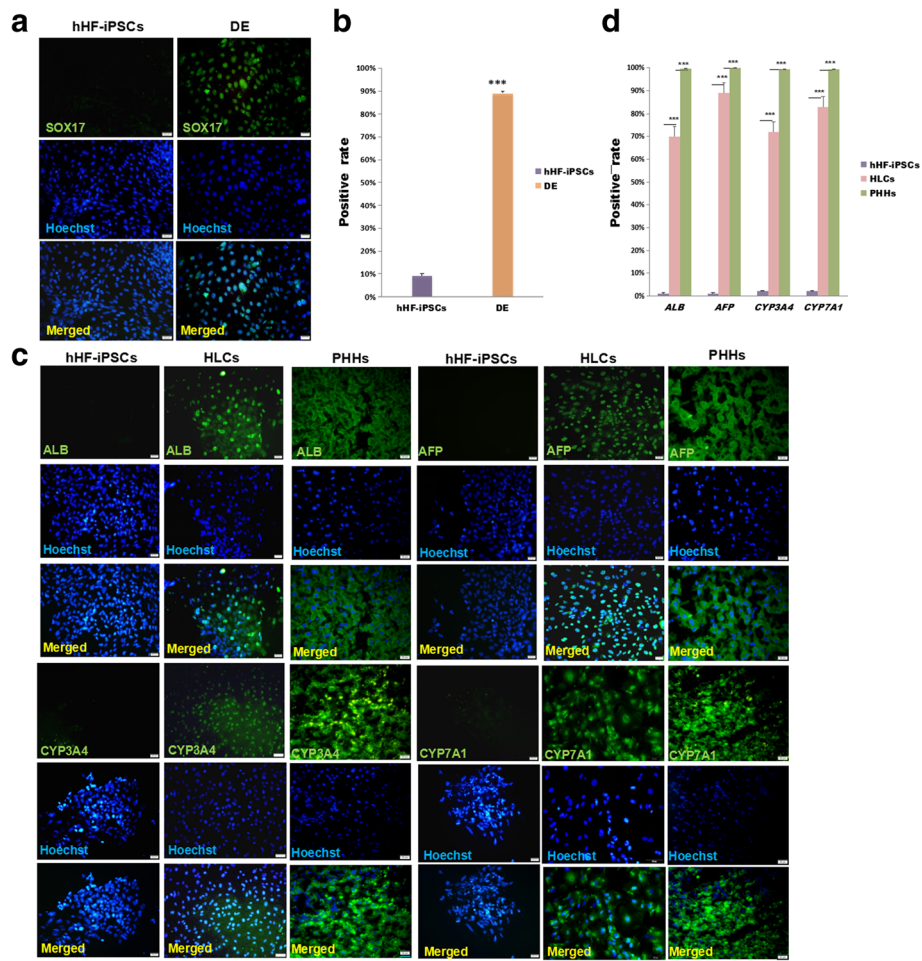 a
hHF-iPSCs DE
SOX17 SOX17
Hoechst Hoechst
Merged Merged
b
100%
90%
80%
70%
60%
50%
40%
30%
20%
10%
0%
Positive rate
***
hHF-iPSCs DE
hHF-iPSCs
DE
d
100%
90%
80%
70%
60%
50%
40%
30%
20%
10%
0%
Positive rate
*** *** *** ***
*** *** *** ***
ALB AFP CYP3A4 CYP7A1
hHF-iPSCs
HLCs
PHHs
c
hHF-iPSCs HLCs PHHs hHF-iPSCs HLCs PHHs
ALB ALB ALB AFP AFP AFP
Hoechst Hoechst Hoechst Hoechst Hoechst Hoechst
Merged Merged Merged Merged Merged Merged
CYP3A4 CYP3A4 CYP3A4 CYP7A1 CYP7A1 CYP7A1
Hoechst Hoechst Hoechst Hoechst Hoechst Hoechst
Merged Merged Merged Merged Merged Merged